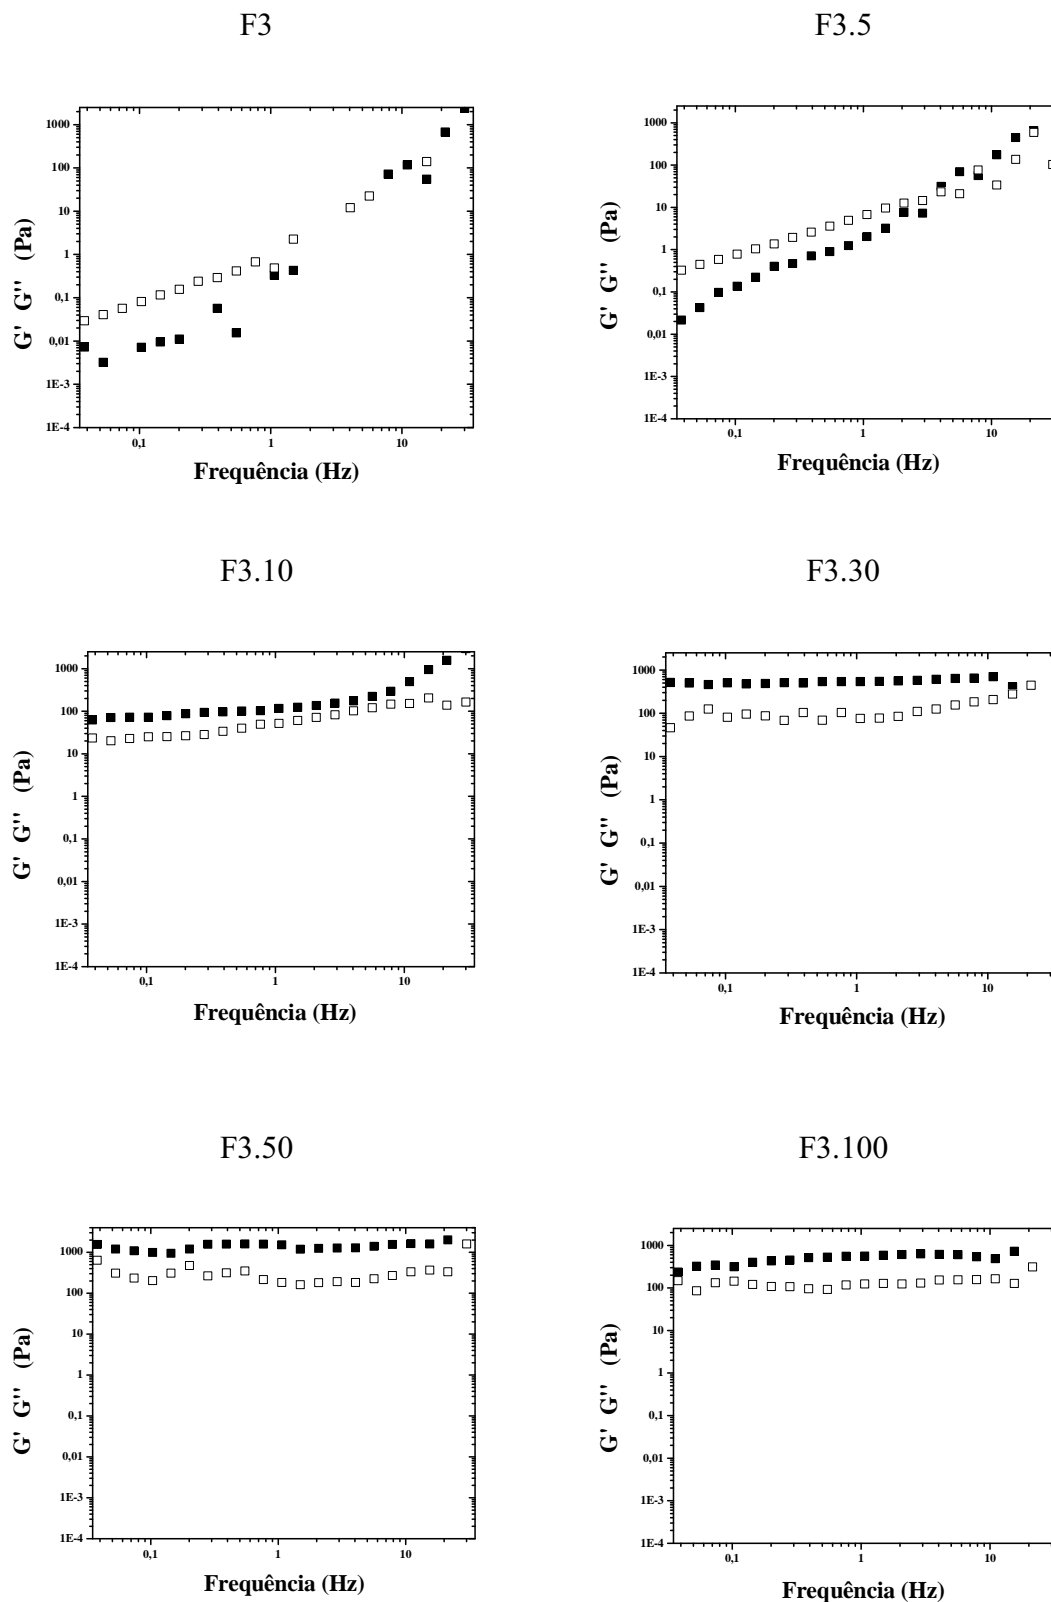 F3
F3.5
1000
100
10
1
0,1
0,01
1E-3
1E-4
G' G'' (Pa)
0,1 1 10
Frequência (Hz)
1000
100
10
1
0,1
0,01
1E-3
1E-4
G' G'' (Pa)
0,1 1 10
Frequência (Hz)
F3.10
F3.30
1000
100
10
1
0,1
0,01
1E-3
1E-4
G' G'' (Pa)
0,1 1 10
Frequência (Hz)
1000
100
10
1
0,1
0,01
1E-3
1E-4
G' G'' (Pa)
0,1 1 10
Frequência (Hz)
F3.50
F3.100
1000
100
10
1
0,1
0,01
1E-3
1E-4
G' G'' (Pa)
0,1 1 10
Frequência (Hz)
1000
100
10
1
0,1
0,01
1E-3
1E-4
G' G'' (Pa)
0,1 1 10
Frequência (Hz)